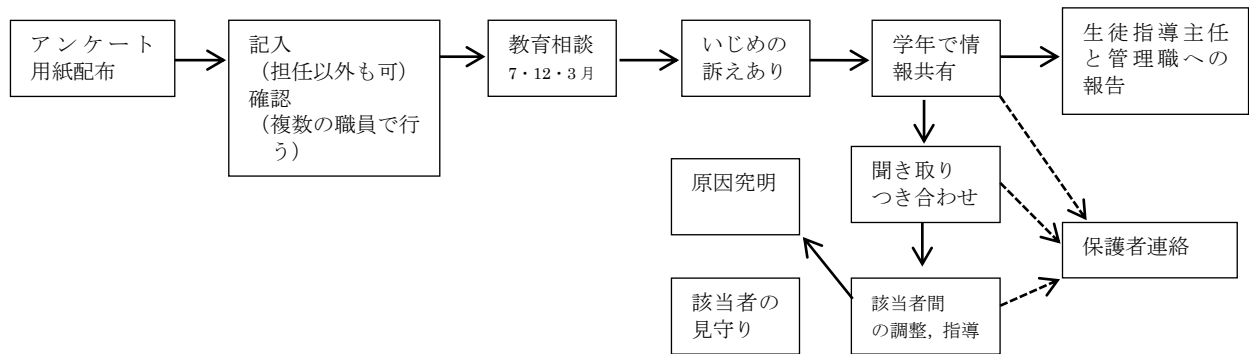 アンケート
用紙配布
記入
（担任以外も可）
確認
（複数の職員で行
う）
教育相談
7・12・3月
いじめの
訴えあり
学年で情
報共有
生徒指導主任
と管理職への
報告
原因究明
聞き取り
つき合わせ
保護者連絡
該当者の
見守り
該当者間
の調整，指導